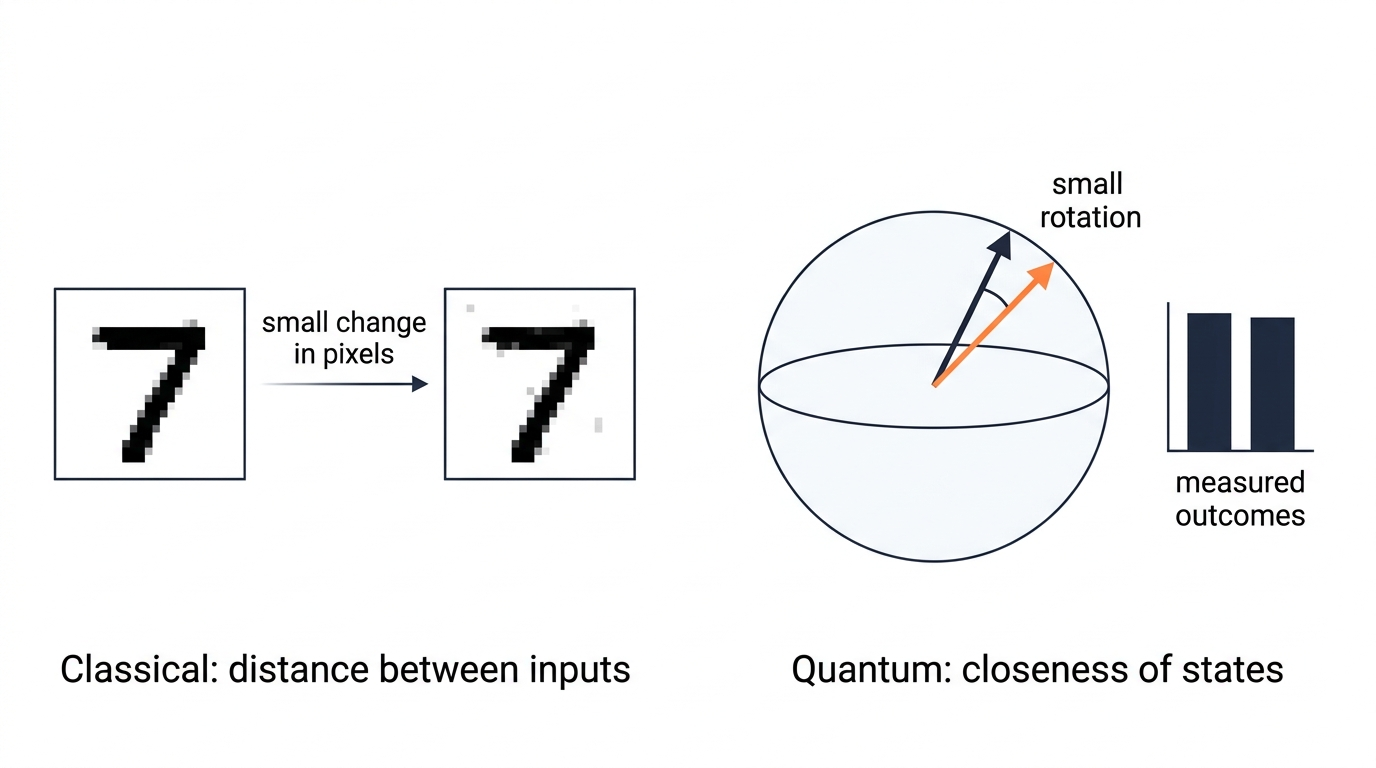 small change
in pixels
small
rotation
measured
outcomes
Classical: distance between inputs
Quantum: closeness of states